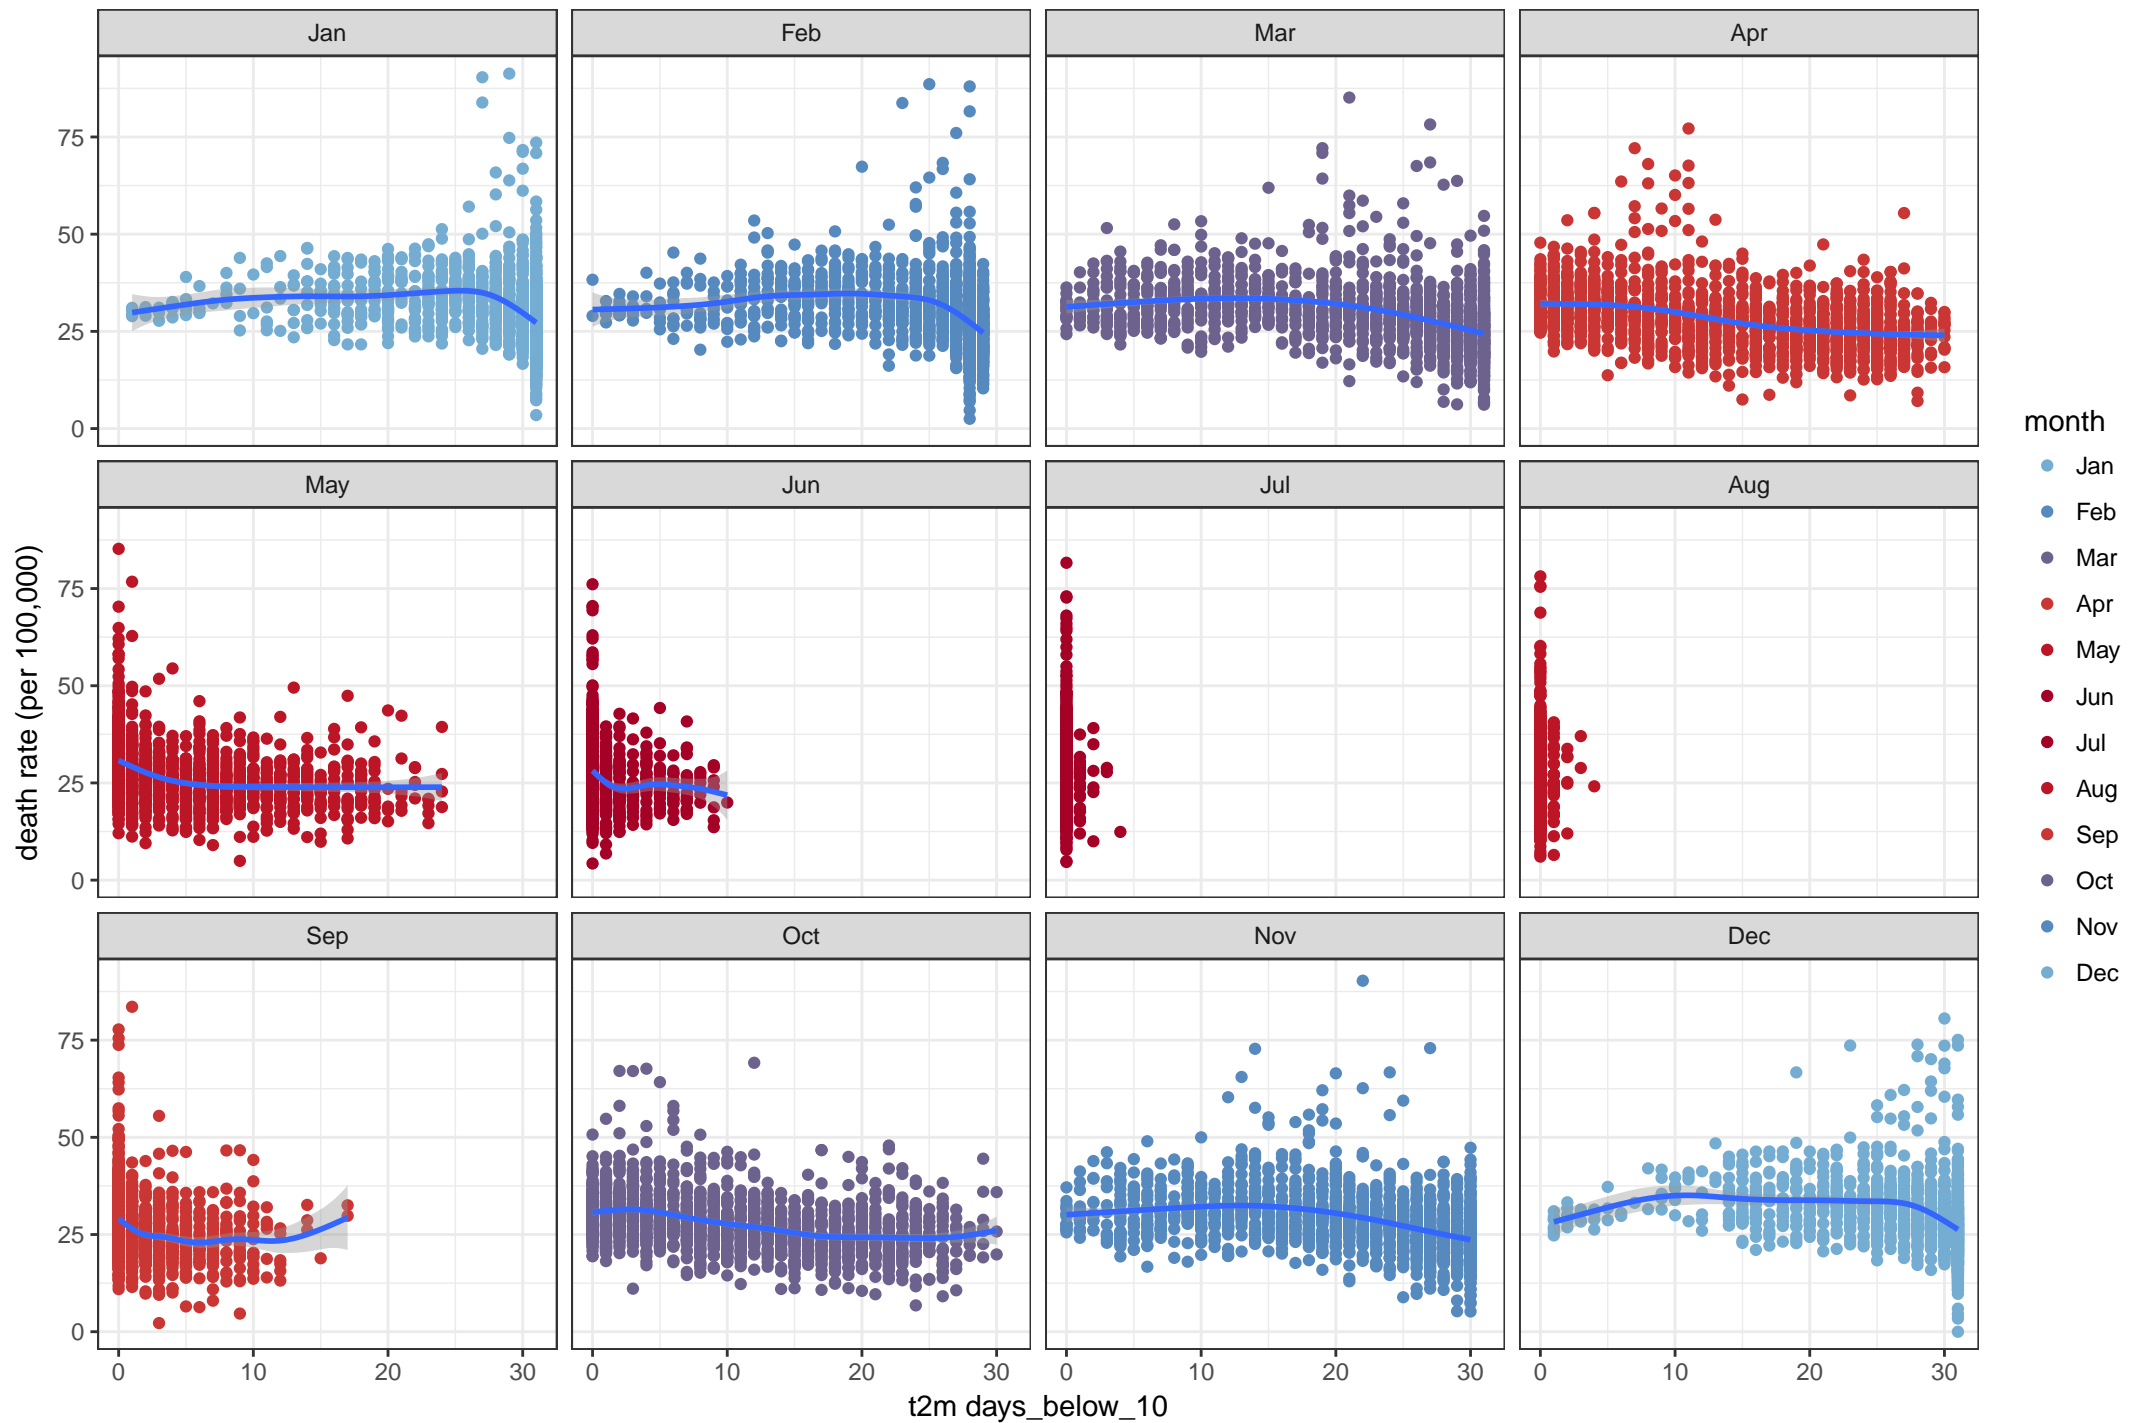 Jan Feb Mar Apr
75
50
25
0
May Jun Jul Aug
75
50
25
0
Sep Oct Nov Dec
75
50
25
0
0 10 20 30 0 10 20 30 0 10 20 30 0 10 20 30
t2m days_below_10
death rate (per 100,000)
month
Jan
Feb
Mar
Apr
May
Jun
Jul
Aug
Sep
Oct
Nov
Dec